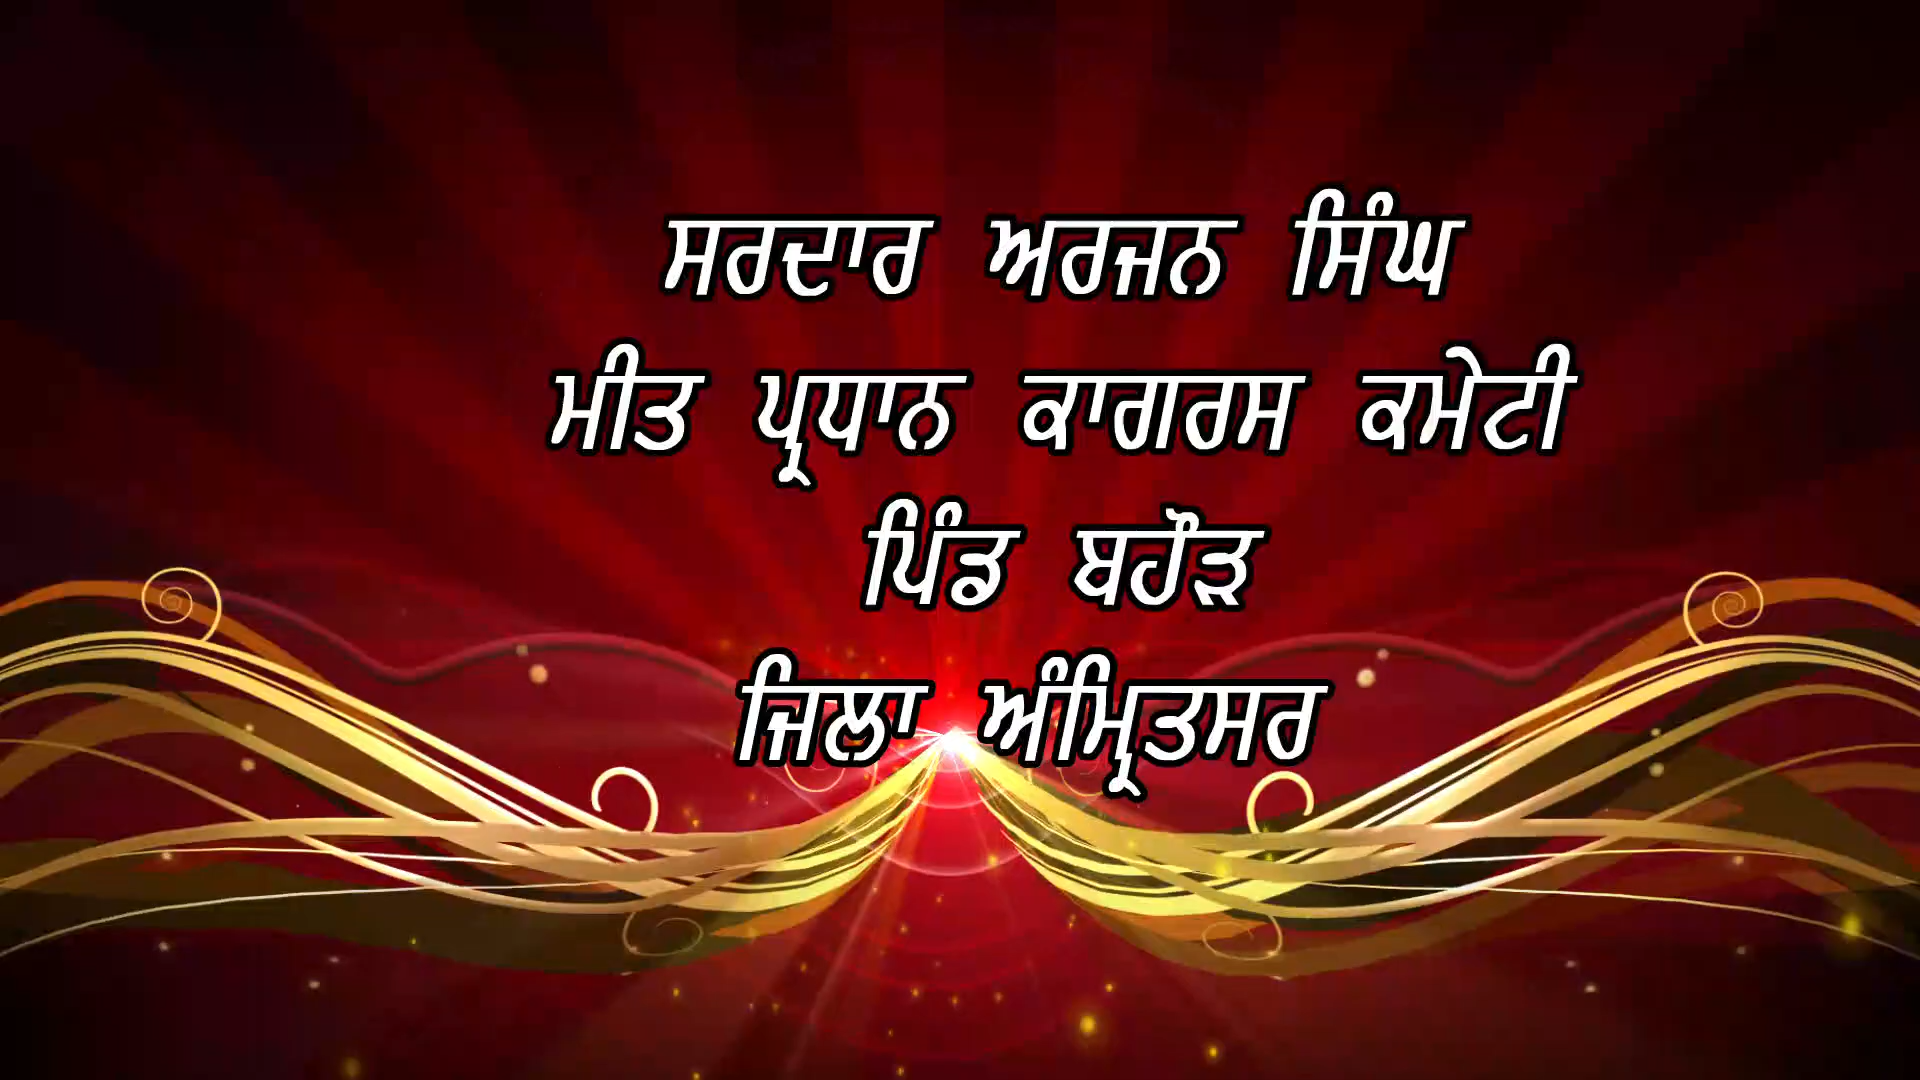 ਸਰਦਾਰ ਅਰਜਨ ਸਿੰਘ
ਮੀਤ ਪ੍ਰਧਾਨ ਕਾਗਰਸ ਕਮੇਟੀ
ਪਿੰਡ ਬਹੌੜ
ਜਿਲਾ ਅੰਮ੍ਰਿਤਸਰ